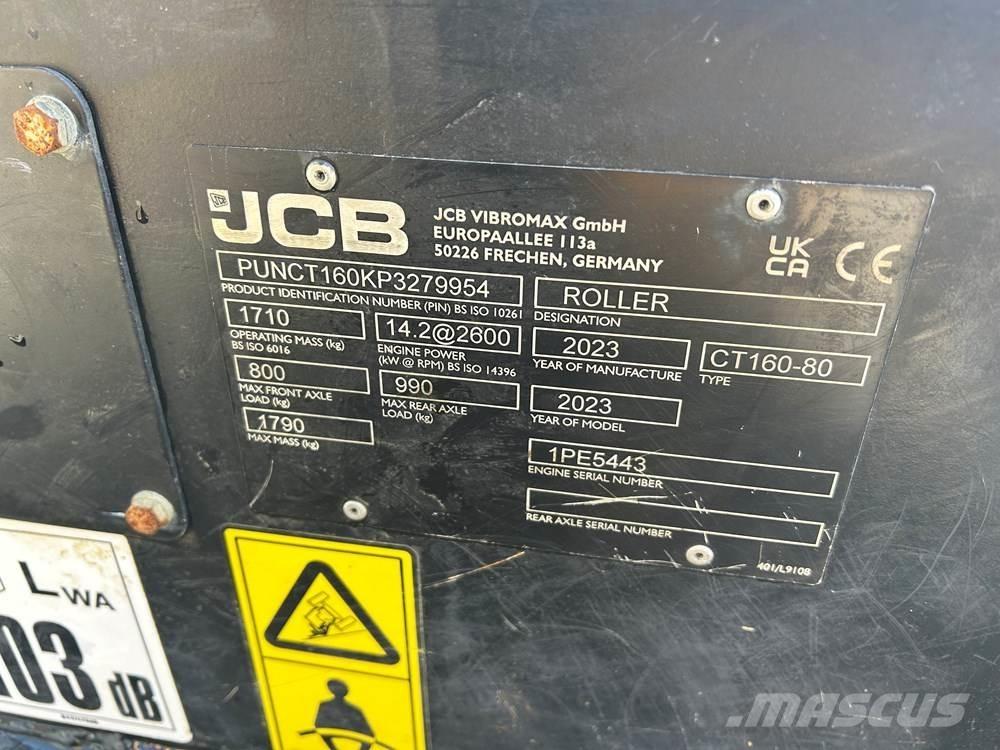 JCB
JCB VIBROMAX GmbH
EUROPAALLEE 113a
50226 FRECHEN, GERMANY
UK
CA
CE
PUNCT160KP3279954
PRODUCT IDENTIFICATION NUMBER (PIN) BS ISO 10261
ROLLER
DESIGNATION
1710
OPERATING MASS (kg)
BS ISO 6016
14.2@2600
ENGINE POWER
(kW @ RPM) BS ISO 14396
2023
YEAR OF MANUFACTURE
CT160-80
TYPE
800
MAX FRONT AXLE
LOAD (kg)
990
MAX REAR AXLE
LOAD (kg)
2023
YEAR OF MODEL
1790
MAX MASS (kg)
1PE5443
ENGINE SERIAL NUMBER
REAR AXLE SERIAL NUMBER
401/L9108
LWA
103 dB
MASCUS